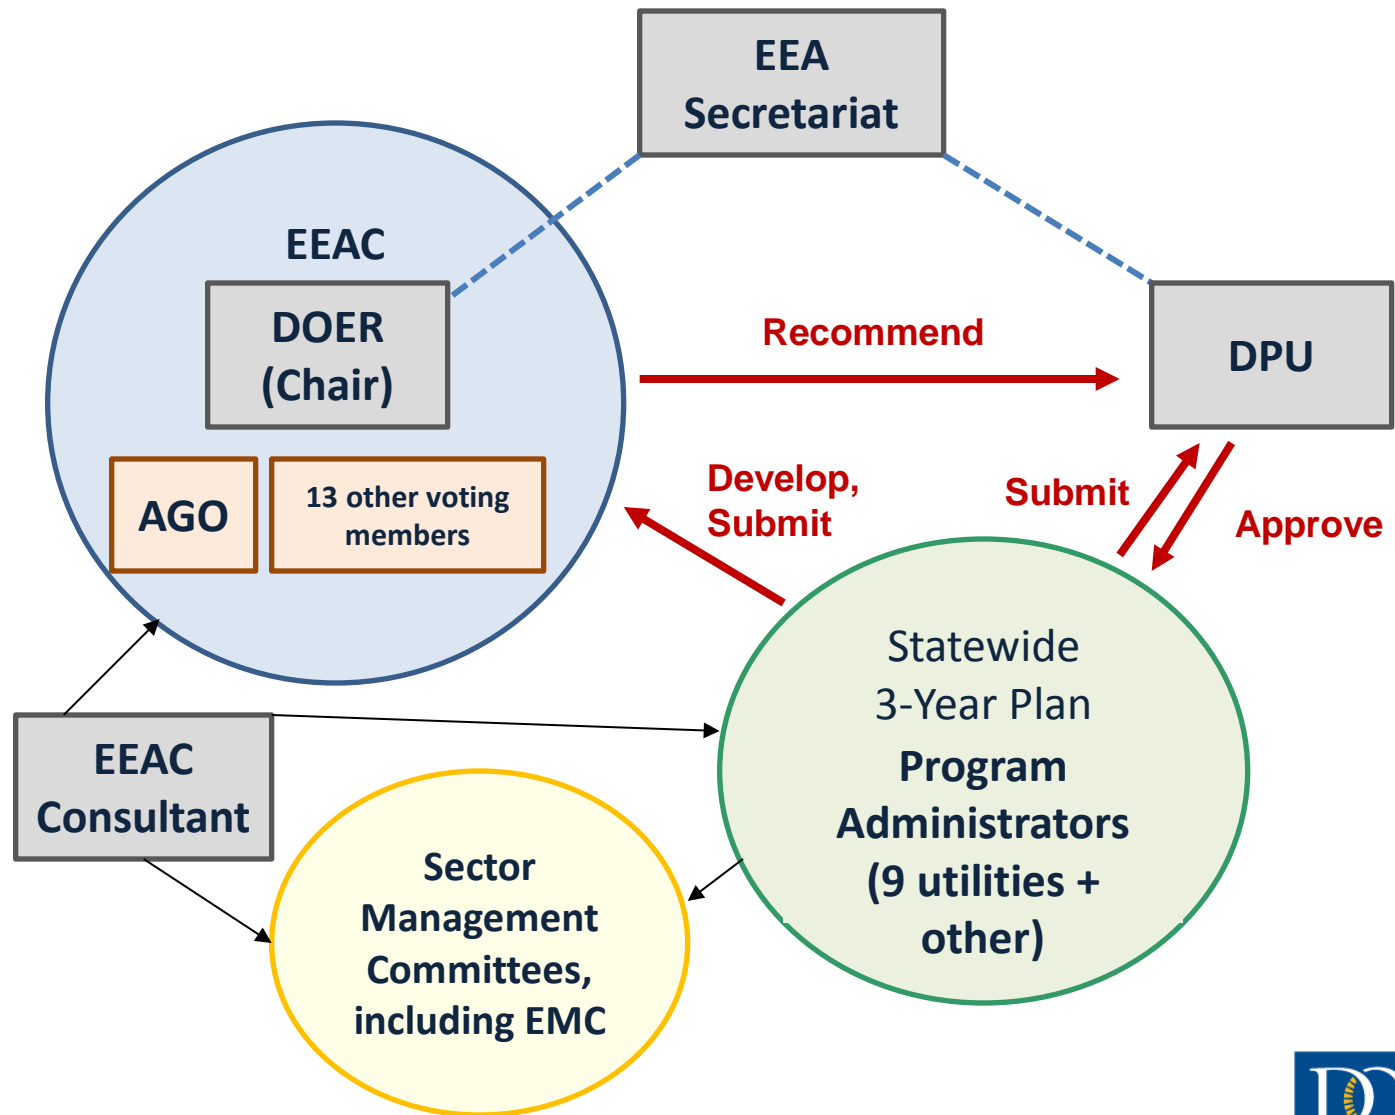 EEA
Secretariat
EEAC
DOER
(Chair)
Recommend
DPU
AGO
13 other voting
members
Develop,
Submit
Submit
Approve
Statewide
3-Year Plan
Program
Administrators
(9 utilities +
other)
EEAC
Consultant
Sector
Management
Committees,
including EMC